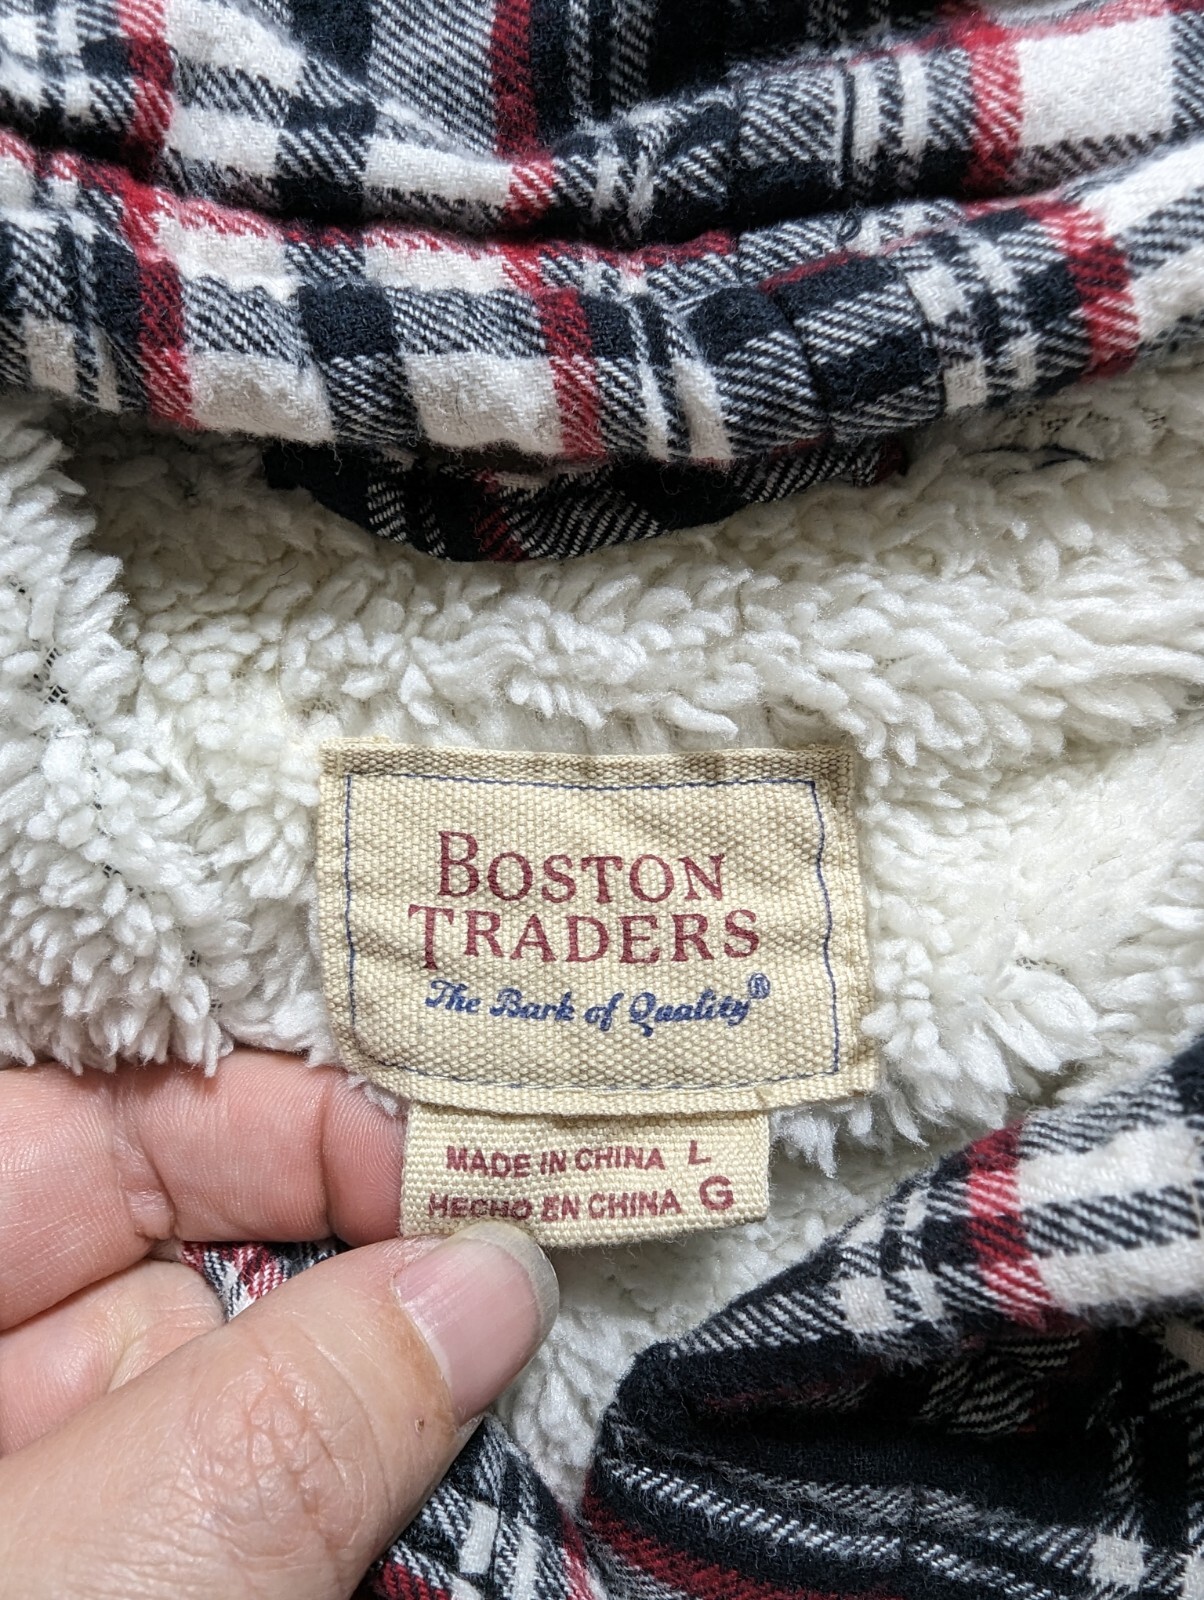 BOSTON
TRADERS
The Bark of Quality®
MADE IN CHINA L
HECHO EN CHINA G